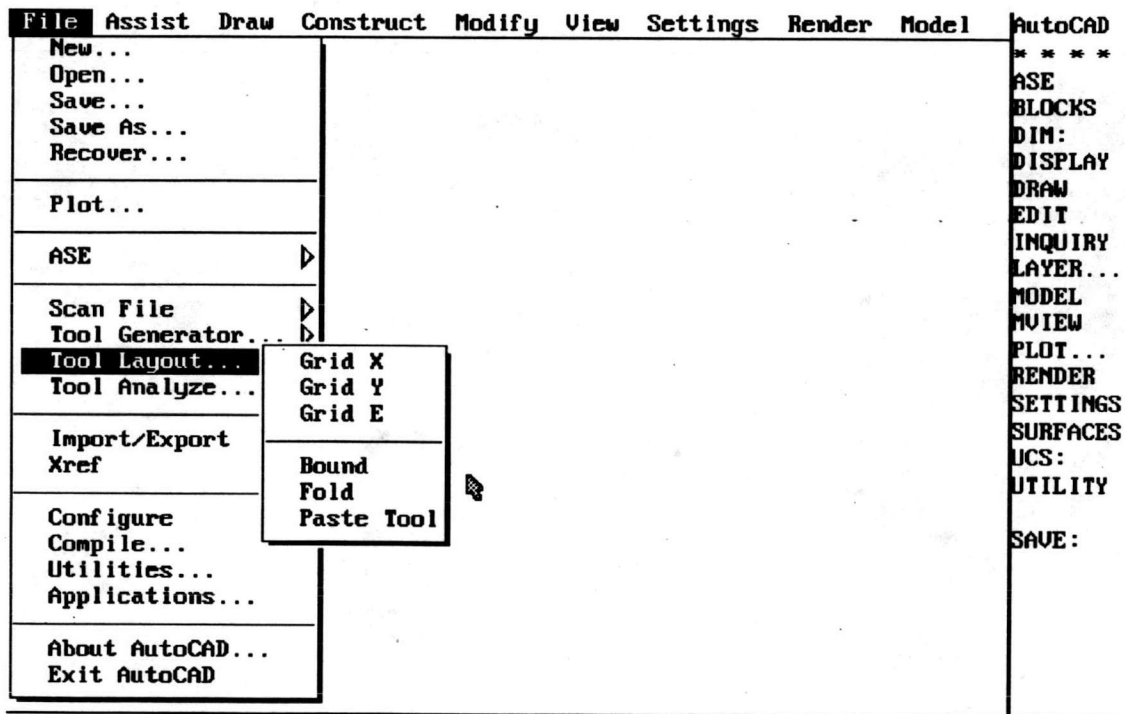 File Assist Draw Construct Modify View Settings Render Model
New...
Open...
Save...
Save As...
Recover...
Plot...
ASE
Scan File
Tool Generator...
Tool Layout...
Tool Analyze...
Import/Export
Xref
Configure
Compile...
Utilities...
Applications...
About AutoCAD...
Exit AutoCAD
Grid X
Grid Y
Grid E
Bound
Fold
Paste Tool
AutoCAD
* * * *
ASE
BLOCKS
DIM:
DISPLAY
DRAW
EDIT
INQUIRY
LAYER...
MODEL
MVIEW
PLOT...
RENDER
SETTINGS
SURFACES
UCS:
UTILITY
SAVE: